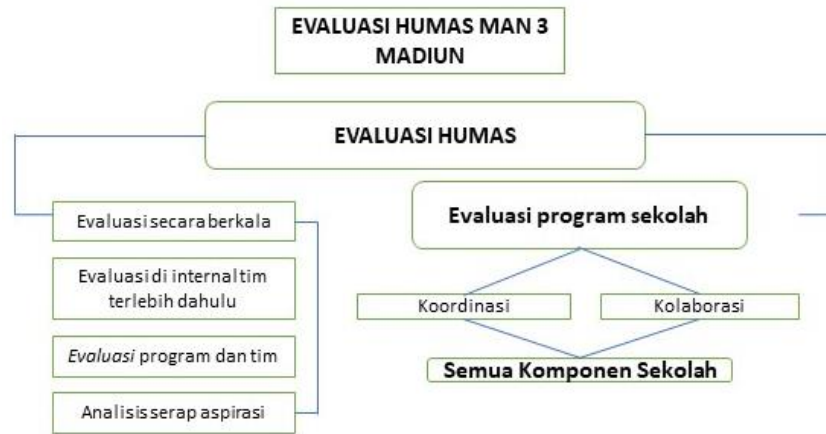 EVALUASI HUMAS MAN 3
MADIUN
EVALUASI HUMAS
Evaluasi secara berkala
Evaluasi di internal tim
terlebih dahulu
Evaluasi program dan tim
Analisis serap aspirasi
Evaluasi program sekolah
Koordinasi
Kolaborasi
Semua Komponen Sekolah